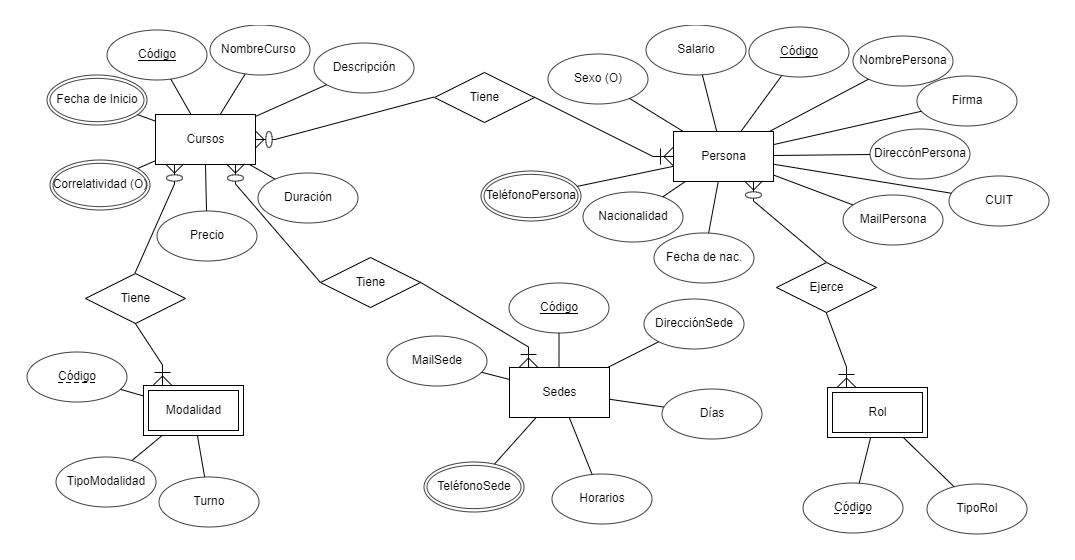 Código
NombreCurso
Descripción
Fecha de Inicio
Cursos
Correlatividad (O)
Duración
Precio
Tiene
Sexo (O)
Salario
Código
NombrePersona
Firma
Persona
DireccónPersona
CUIT
MailPersona
TeléfonoPersona
Nacionalidad
Fecha de nac.
Tiene
Tiene
Ejerce
Código
Modalidad
TipoModalidad
Turno
Código
DirecciónSede
MailSede
Sedes
Días
TeléfonoSede
Horarios
Rol
Código
TipoRol